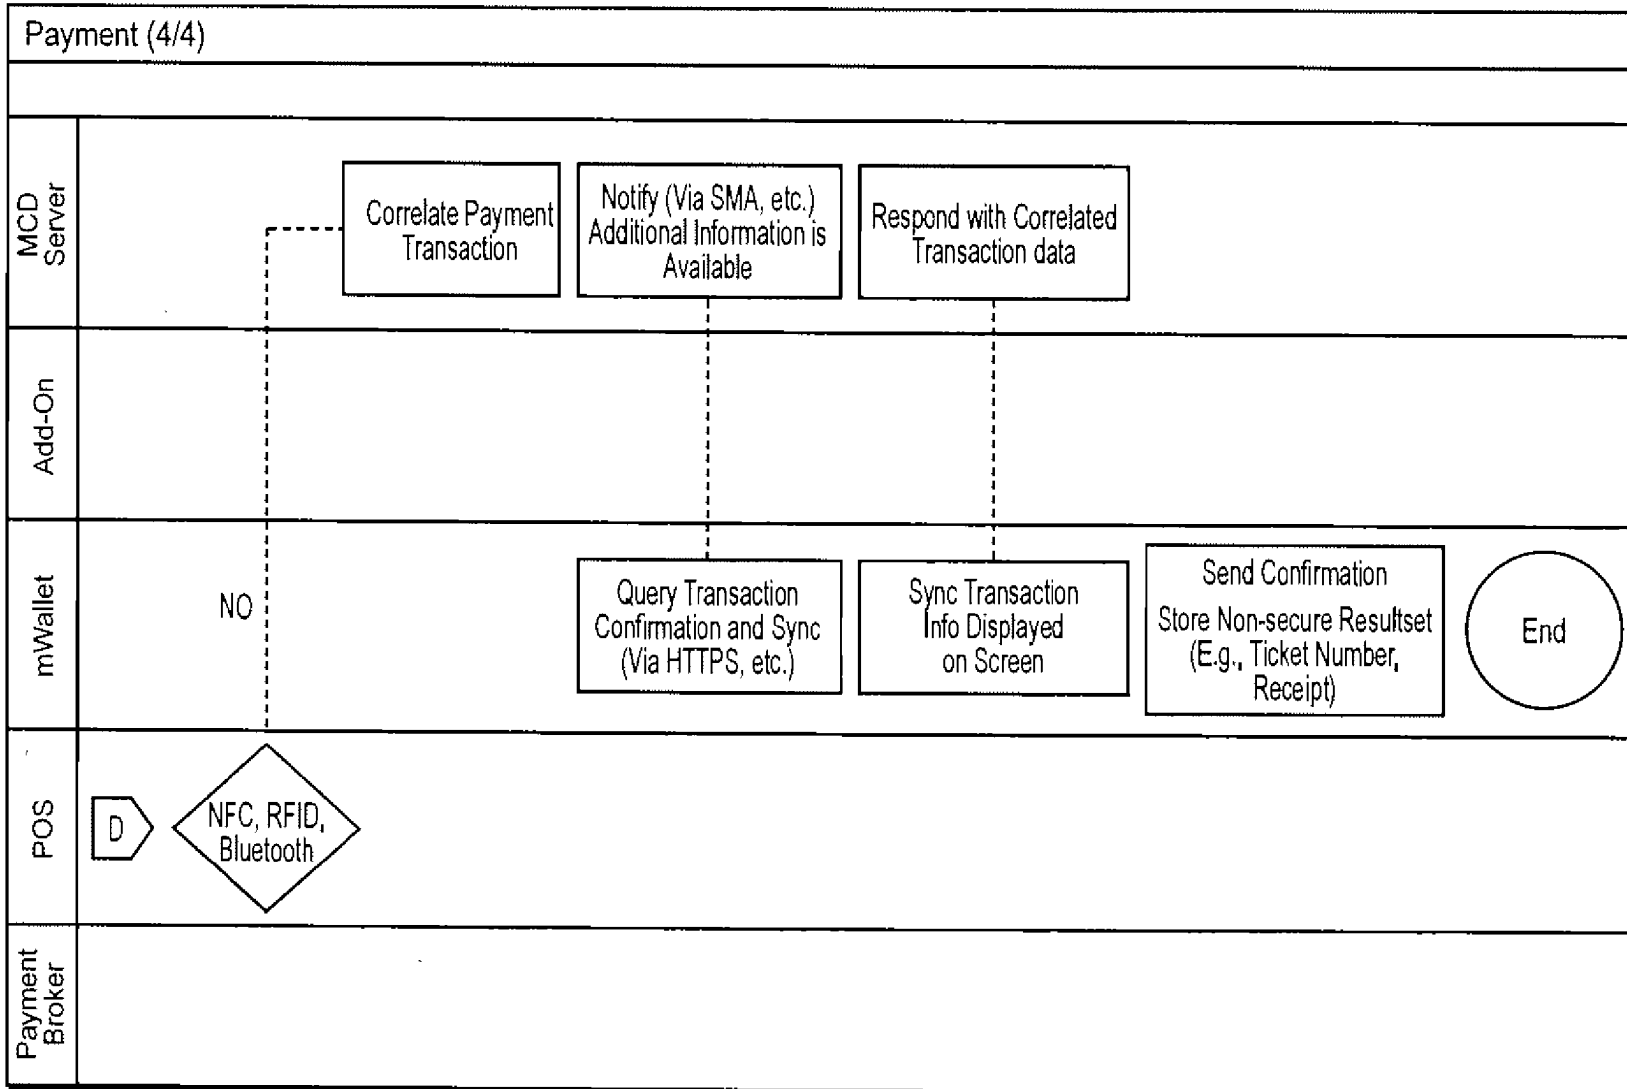 Payment (4/4)
MCD
Server
Correlate Payment
Transaction
Notify (Via SMA, etc.)
Additional Information is
Available
Respond with Correlated
Transaction data
Add-On
mWallet
NO
Query Transaction
Confirmation and Sync
(Via HTTPS, etc.)
Sync Transaction
Info Displayed
on Screen
Send Confirmation
Store Non-secure Resultset
(E.g., Ticket Number,
Receipt)
End
POS
D
NFC, RFID,
Bluetooth
Payment
Broker